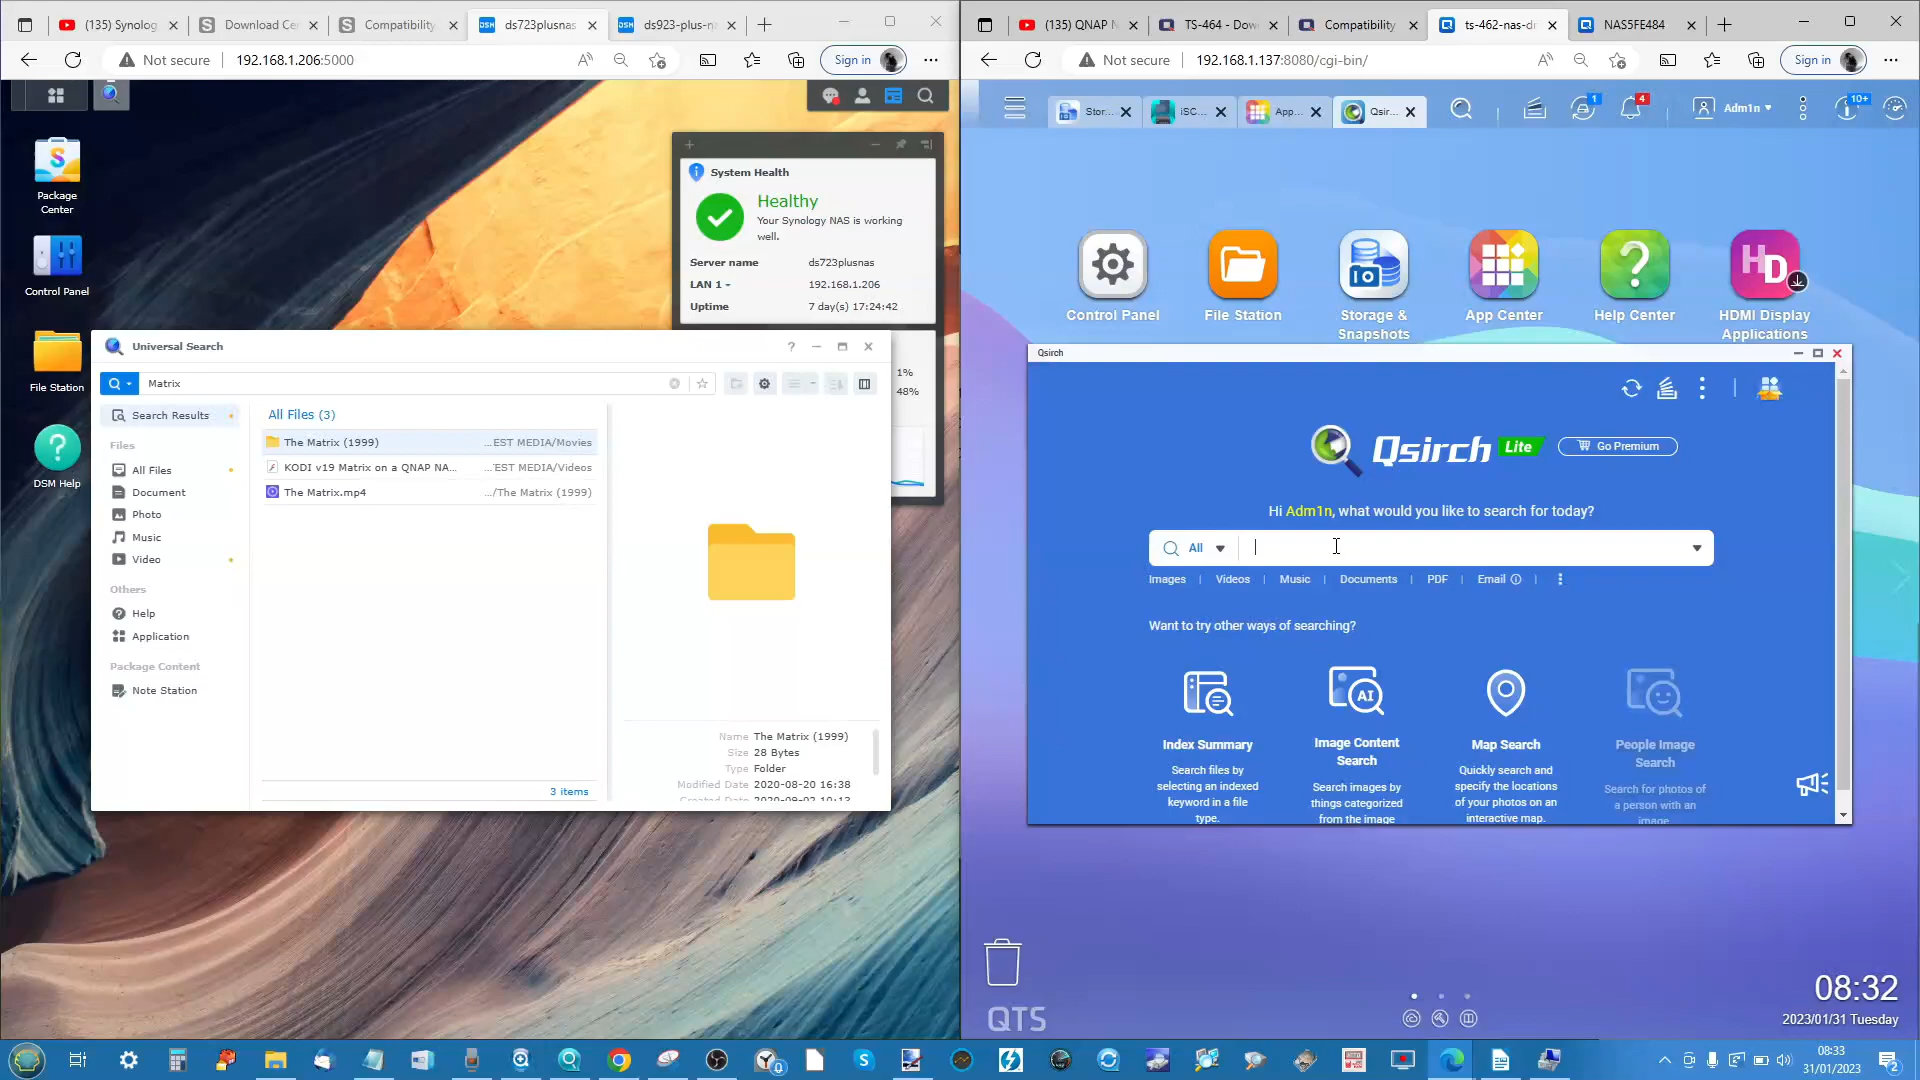 (135) Synolog
Download Ce
Compatibility
ds723plusnas
ds923-plus-n
Not secure
192.168.1.206:5000
Sign in
Package
Center
Control Panel
File Station
DSM Help
System Health
Healthy
Your Synology NAS is working
well.
Server name ds723plusnas
LAN 1 192.168.1.206
Uptime 7 day(s) 17:24:42
1%
48%
Universal Search
Matrix
Search Results
Files
All Files
Document
Photo
Music
Video
Others
Help
Application
Package Content
Note Station
All Files (3)
The Matrix (1999) ...EST MEDIA/Movies
KODI v19 Matrix on a QNAP NA... ...EST MEDIA/Videos
The Matrix.mp4 .../The Matrix (1999)
3 items
Name The Matrix (1999)
Size 28 Bytes
Type Folder
Modified Date 2020-08-20 16:38
(135) QNAP N
TS-464 - Dow
Compatibility
ts-462-nas-dr
NAS5FE484
Not secure
192.168.1.137:8080/cgi-bin/
Sign in
Stor...
iSC...
App...
Qsir...
1
4
Adm1n
10+
Control Panel
File Station
Storage &
Snapshots
App Center
Help Center
HD
HDMI Display
Applications
Qsirch
Qsirch Lite
Go Premium
Hi Adm1n, what would you like to search for today?
All
Images | Videos | Music | Documents | PDF | Email
Want to try other ways of searching?
Index Summary
Search files by
selecting an indexed
keyword in a file
type.
AI
Image Content
Search
Search images by
things categorized
from the image
Map Search
Quickly search and
specify the locations
of your photos on an
interactive map.
People Image
Search
Search for photos of
a person with an
image
QTS
08:32
2023/01/31 Tuesday
08:33
31/01/2023
2